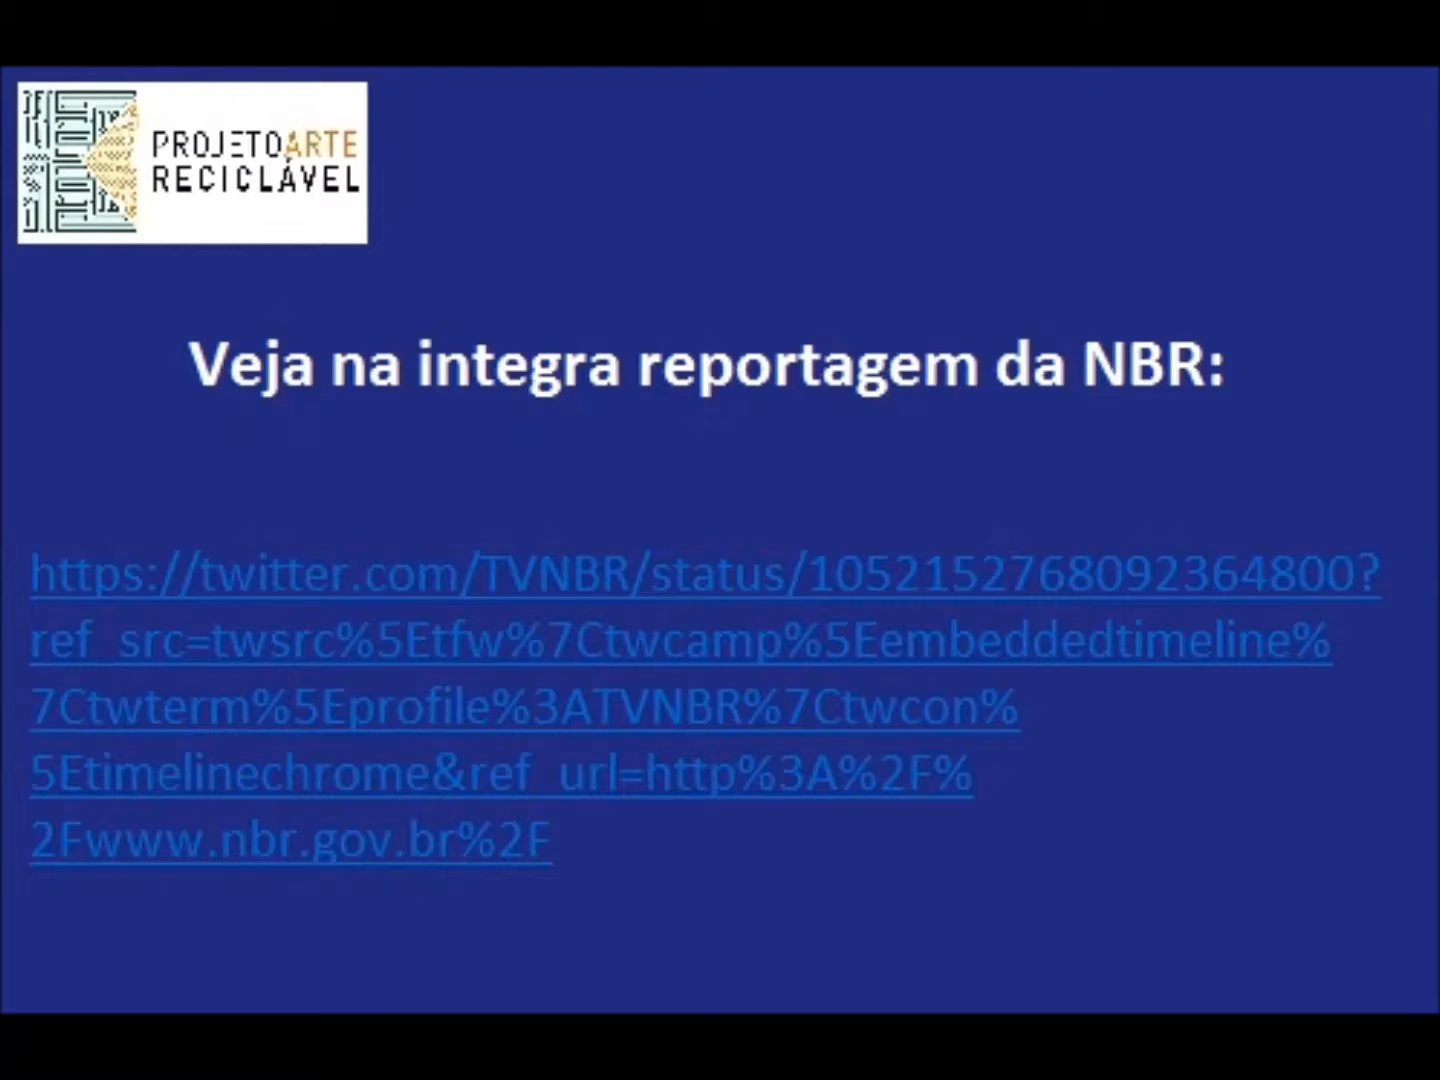 PROJETOARTE
RECICLÁVEL
Veja na integra reportagem da NBR:
https://twitter.com/TVNBR/status/1052152768092364800?
ref_src=twsrc%5Etfw%7Ctwcamp%5Eembeddedtimeline%
7Ctwterm%5Eprofile%3ATVNBR%7Ctwcon%
5Etimelinechrome&ref_url=http%3A%2F%
2Fwww.nbr.gov.br%2F